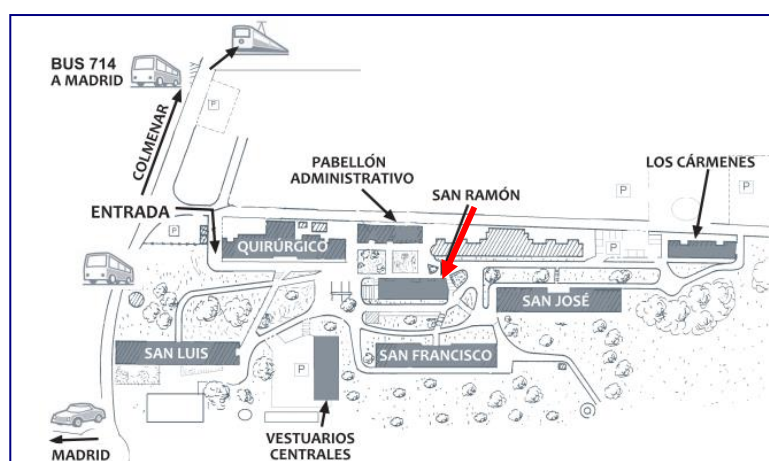 BUS 714
A MADRID
COLMENAR
P
PABELLÓN
ADMINISTRATIVO
SAN RAMÓN
LOS CÁRMENES
P
P
ENTRADA
P
QUIRÚRGICO
P
SAN JOSÉ
SAN LUIS
SAN FRANCISCO
P
P
MADRID
VESTUARIOS
CENTRALES